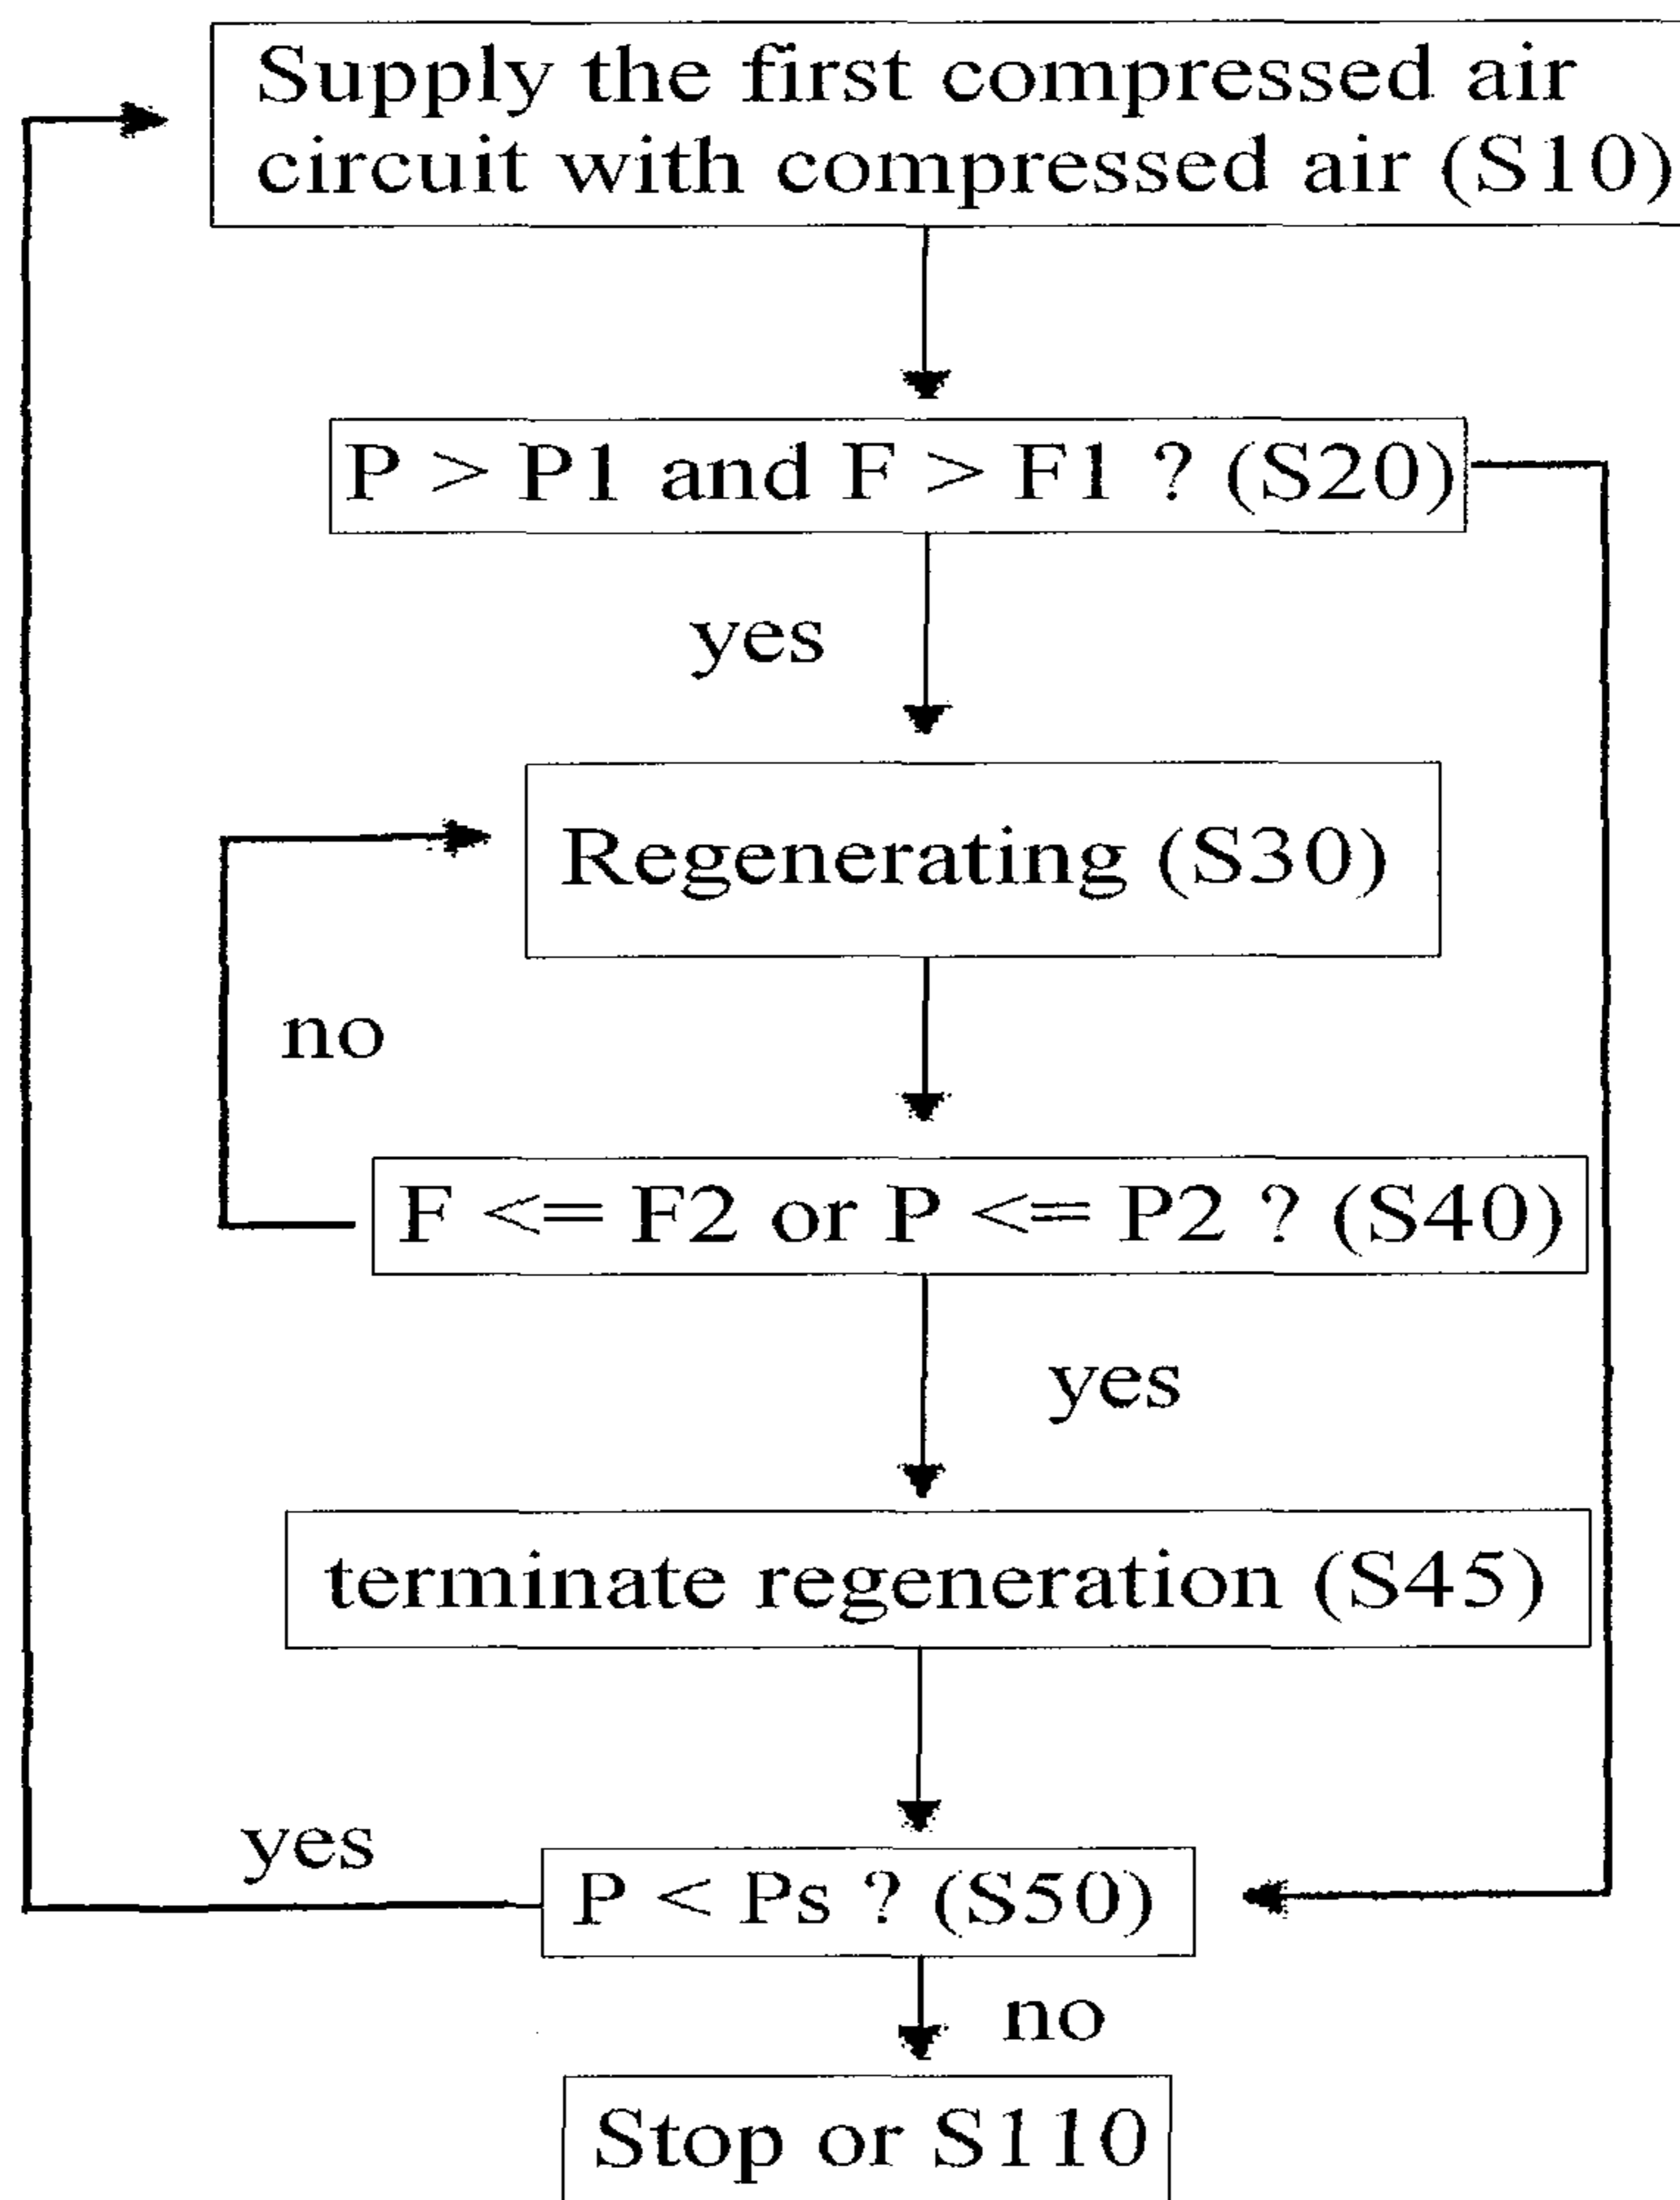 Supply the first compressed air
circuit with compressed air (S10)
P > P1 and F > F1 ? (S20)
yes
Regenerating (S30)
no
F <= F2 or P <= P2 ? (S40)
yes
terminate regeneration (S45)
yes
P < Ps ? (S50)
no
Stop or S110